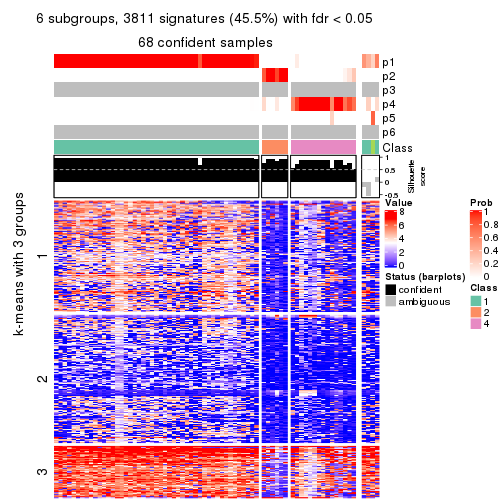 6 subgroups, 3811 signatures (45.5%) with fdr < 0.05
68 confident samples
p1
p2
p3
p4
p5
p6
Class
1
0.5
0
-0.5
Silhouette
score
k-means with 3 groups
1
2
3
Value
8
6
4
2
0
Status (barplots)
confident
ambiguous
Prob
1
0.8
0.6
0.4
0.2
0
Class
1
2
4